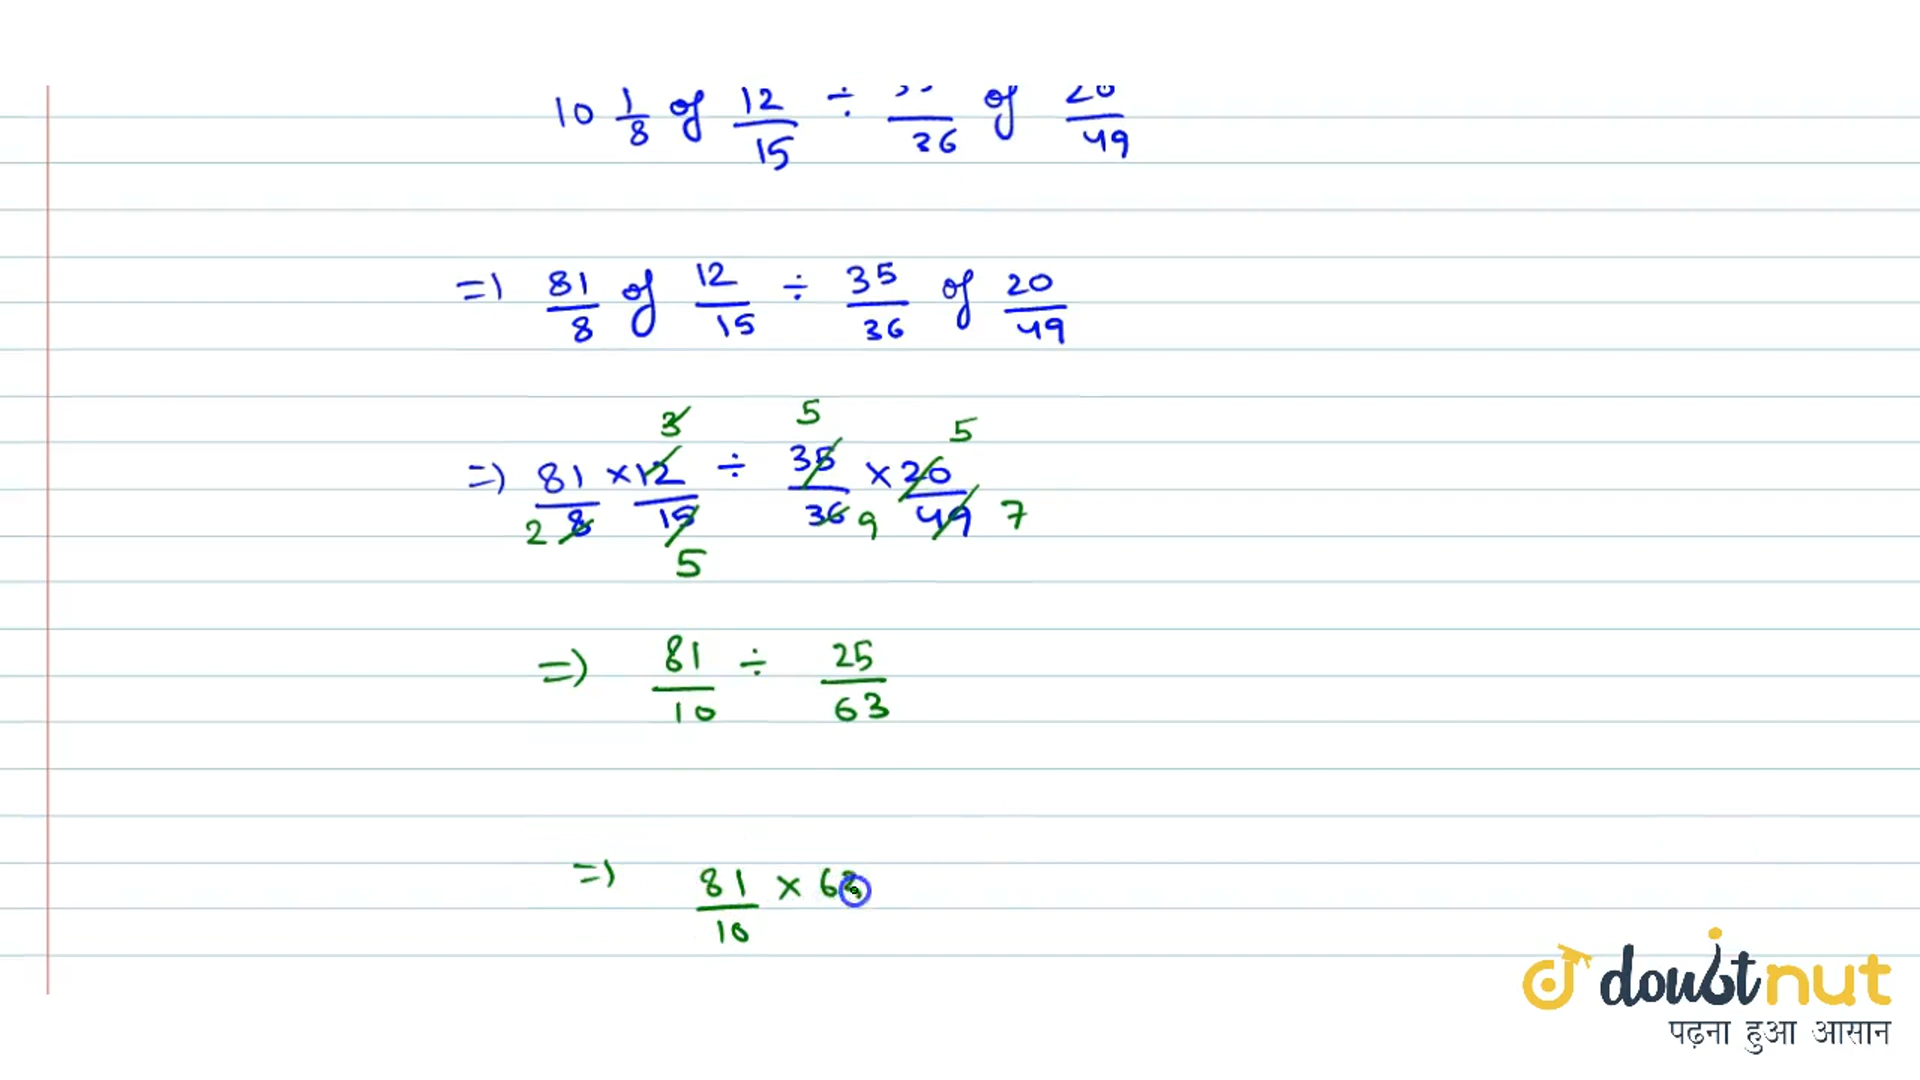 10 1/8 of 12/15 ÷ /36 of 20/49
=) 81/8 of 12/15 ÷ 35/36 of 20/49
3 5 5
=) 81/8 × 12/15 ÷ 35/36 × 20/49
2 5 9 7
=) 81/10 ÷ 25/63
=) 81/10 × 63
doubtnut
पढ़ना हुआ आसान